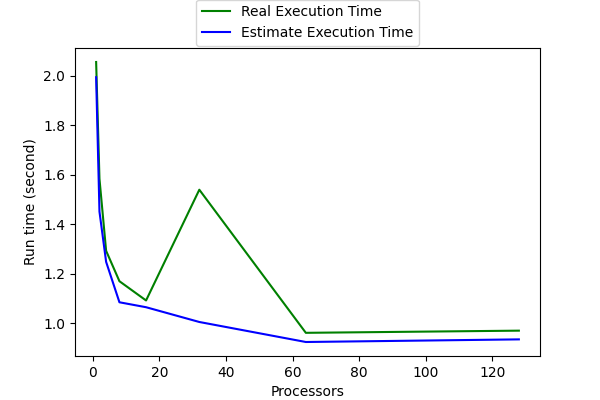 Real Execution Time
Estimate Execution Time
2.0
1.8
1.6
1.4
1.2
1.0
Run time (second)
0 20 40 60 80 100 120
Processors